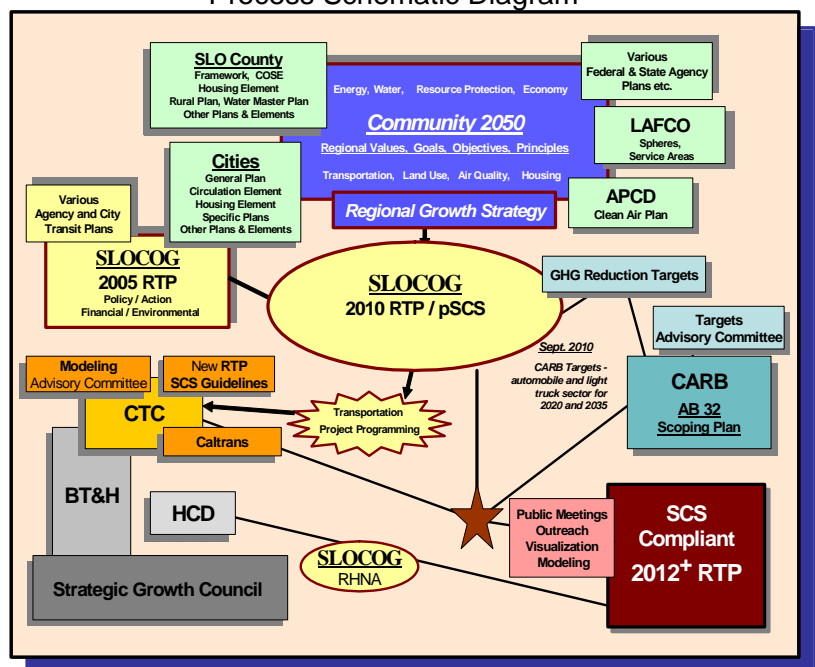 Process Schematic Diagram
SLO County
Framework, COSE
Housing Element
Rural Plan, Water Master Plan
Other Plans & Elements
Energy, Water, Resource Protection, Economy
Community 2050
Regional Values, Goals, Objectives, Principles
Transportation, Land Use, Air Quality, Housing
Regional Growth Strategy
Various
Federal & State Agency
Plans etc.
LAFCO
Spheres,
Service Areas
APCD
Clean Air Plan
Cities
General Plan
Circulation Element
Housing Element
Specific Plans
Other Plans & Elements
Various
Agency and City
Transit Plans
SLOCOG
2005 RTP
Policy / Action
Financial / Environmental
SLOCOG
2010 RTP / pSCS
GHG Reduction Targets
Targets
Advisory Committee
Sept. 2010
CARB Targets -
automobile and light
truck sector for
2020 and 2035
CARB
AB 32
Scoping Plan
Modeling
Advisory Committee
New RTP
SCS Guidelines
CTC
Caltrans
Transportation
Project Programming
BT&H
HCD
Strategic Growth Council
SLOCOG
RHNA
Public Meetings
Outreach
Visualization
Modeling
SCS
Compliant
2012+ RTP